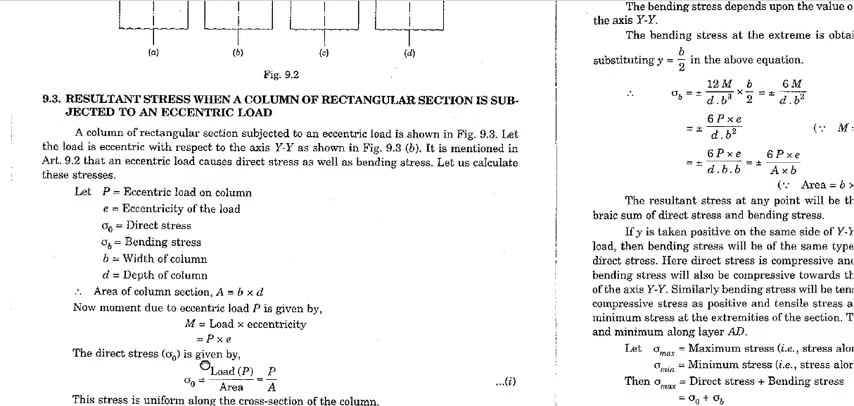 (a) (b) (c) (d)
Fig. 9.2
9.3. RESULTANT STRESS WHEN A COLUMN OF RECTANGULAR SECTION IS SUB-
JECTED TO AN ECCENTRIC LOAD
A column of rectangular section subjected to an eccentric load is shown in Fig. 9.3. Let
the load is eccentric with respect to the axis Y-Y as shown in Fig. 9.3 (b). It is mentioned in
Art. 9.2 that an eccentric load causes direct stress as well as bending stress. Let us calculate
these stresses.
Let P = Eccentric load on column
e = Eccentricity of the load
σ₀ = Direct stress
σ_b = Bending stress
b = Width of column
d = Depth of column
∴ Area of column section, A = b × d
Now moment due to eccentric load P is given by,
M = Load × eccentricity
= P × e
The direct stress (σ₀) is given by,
σ₀ = Load (P) / Area = P / A ...(i)
This stress is uniform along the cross-section of the column.
The bending stress depends upon the value o
the axis Y-Y.
The bending stress at the extreme is obtai
substituting y = b/2 in the above equation.
∴ σ_b = ± 12 M / d.b³ × b/2 = ± 6 M / d.b³
= ± 6 P × e / d.b² (∵ M =
= ± 6 P × e / d.b.b = ± 6 P × e / A × b
(∵ Area = b ×
The resultant stress at any point will be th
braic sum of direct stress and bending stress.
If y is taken positive on the same side of Y-Y
load, then bending stress will be of the same type
direct stress. Here direct stress is compressive and
bending stress will also be compressive towards th
of the axis Y-Y. Similarly bending stress will be tens
compressive stress as positive and tensile stress a
minimum stress at the extremities of the section. T
and minimum along layer AD.
Let σ_max = Maximum stress (i.e., stress alon
σ_min = Minimum stress (i.e., stress alon
Then σ_max = Direct stress + Bending stress
= σ₀ + σ_b